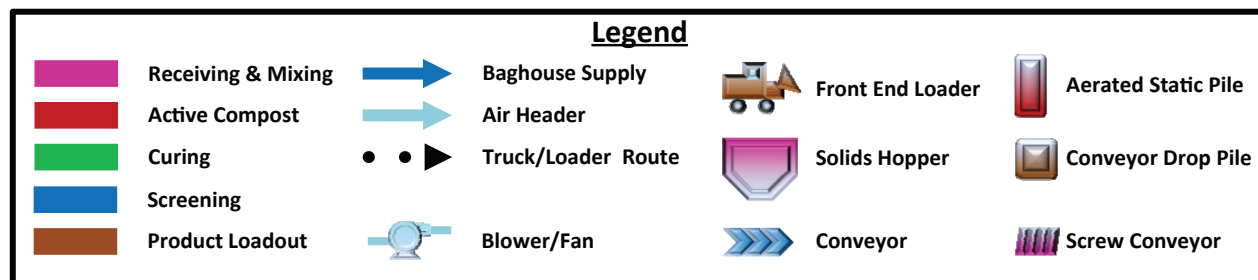 Legend
Receiving & Mixing
Baghouse Supply
Front End Loader
Aerated Static Pile
Active Compost
Air Header
Curing
Truck/Loader Route
Solids Hopper
Conveyor Drop Pile
Screening
Product Loadout
Blower/Fan
Conveyor
Screw Conveyor